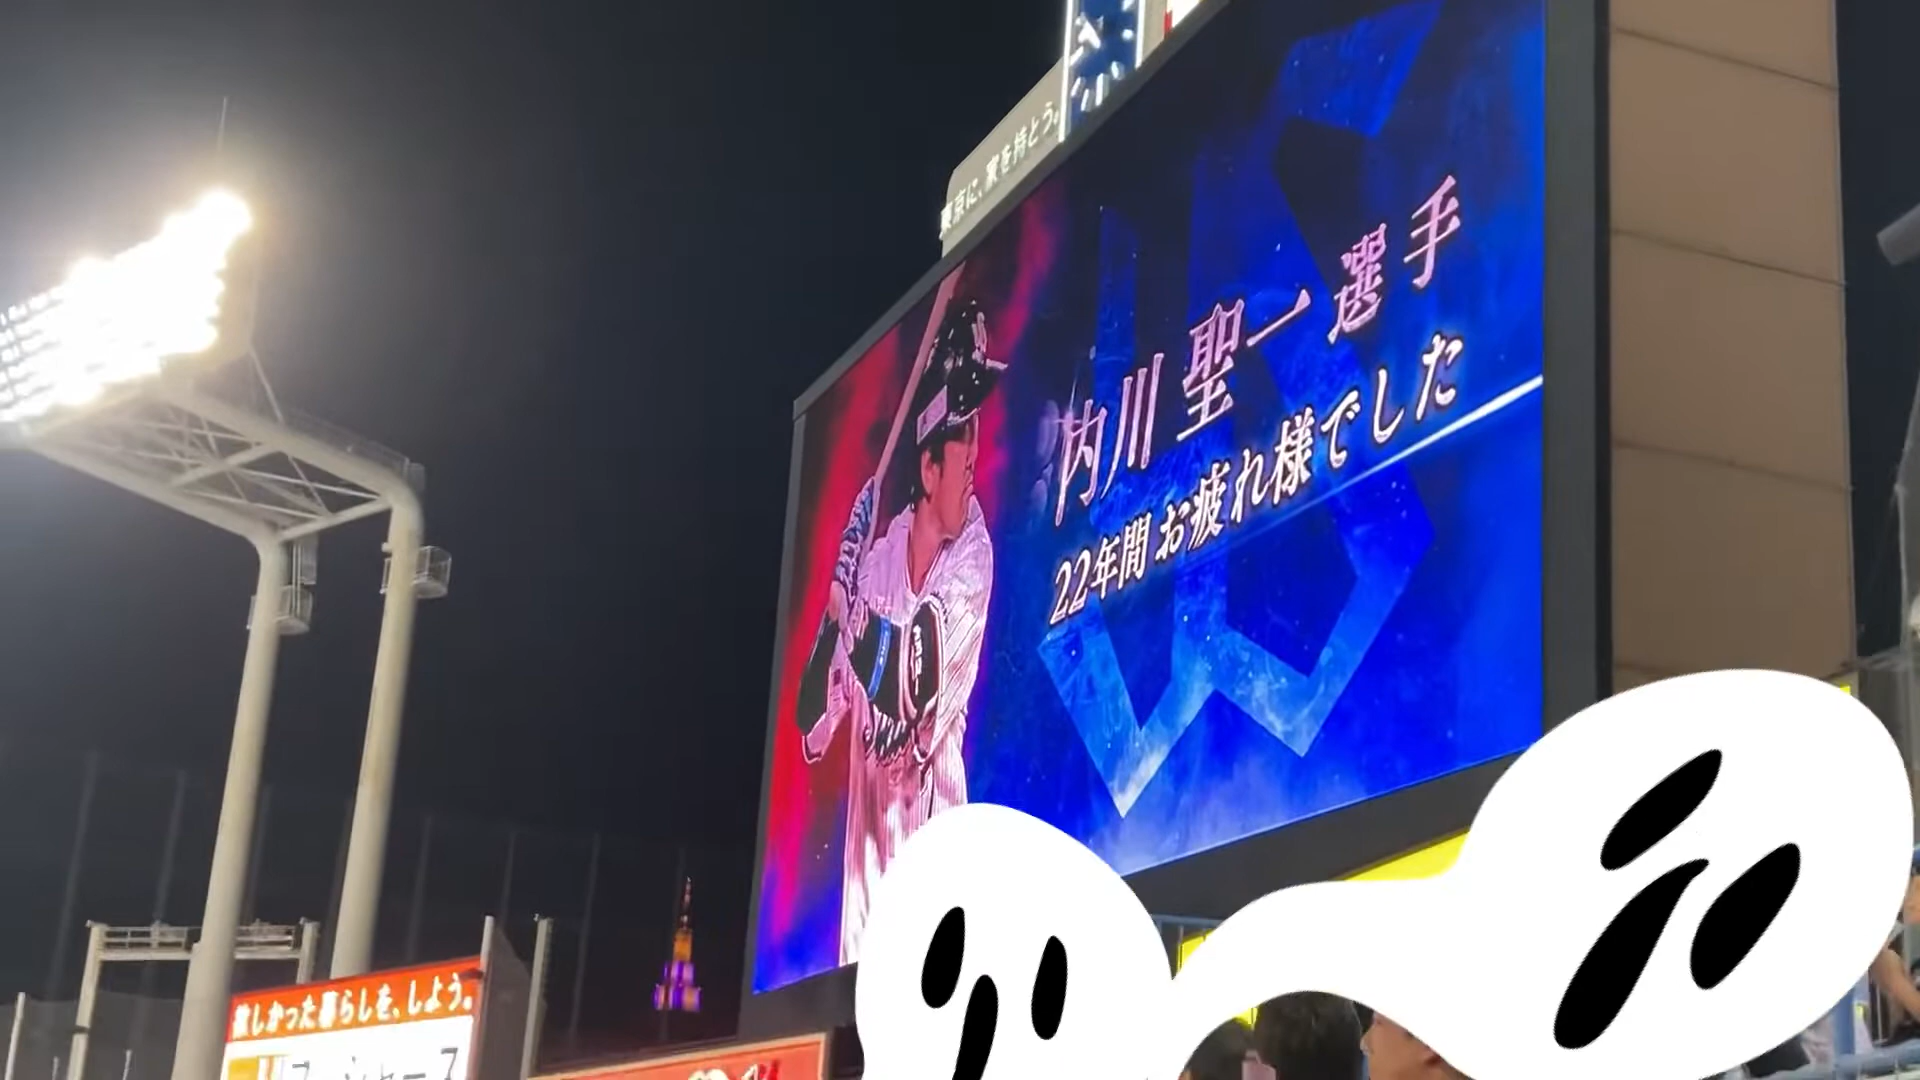 東京に、家を持とう。
内川聖一選手
22年間 お疲れ様でした
欲しかった暮らしを、しよう。